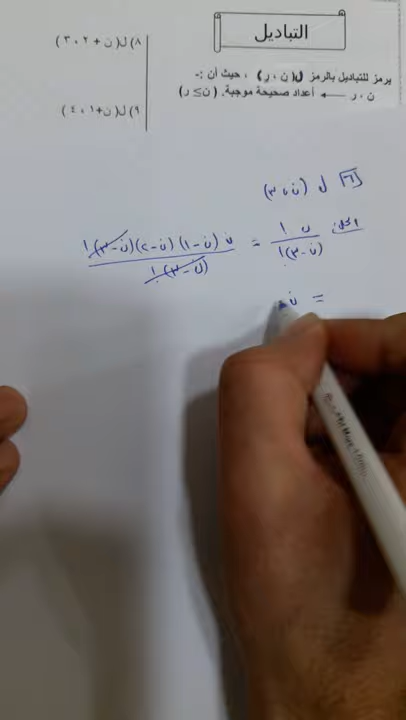 التباديل
يرمز للتباديل بالرمز ل(ن ، ر) ، حيث أن :-
ن ، ر ← أعداد صحيحة موجبة. (ن≥ر)
٨) ل(ن + ٢ ، ٣ )
٩) ل(ن+١ ، ٤ )
٦ ل (ن ، ٣)
الحل ن! / (ن-٣)! = ن (ن-١) (ن-٢)(ن-٣)! / (ن-٣)!
= ن